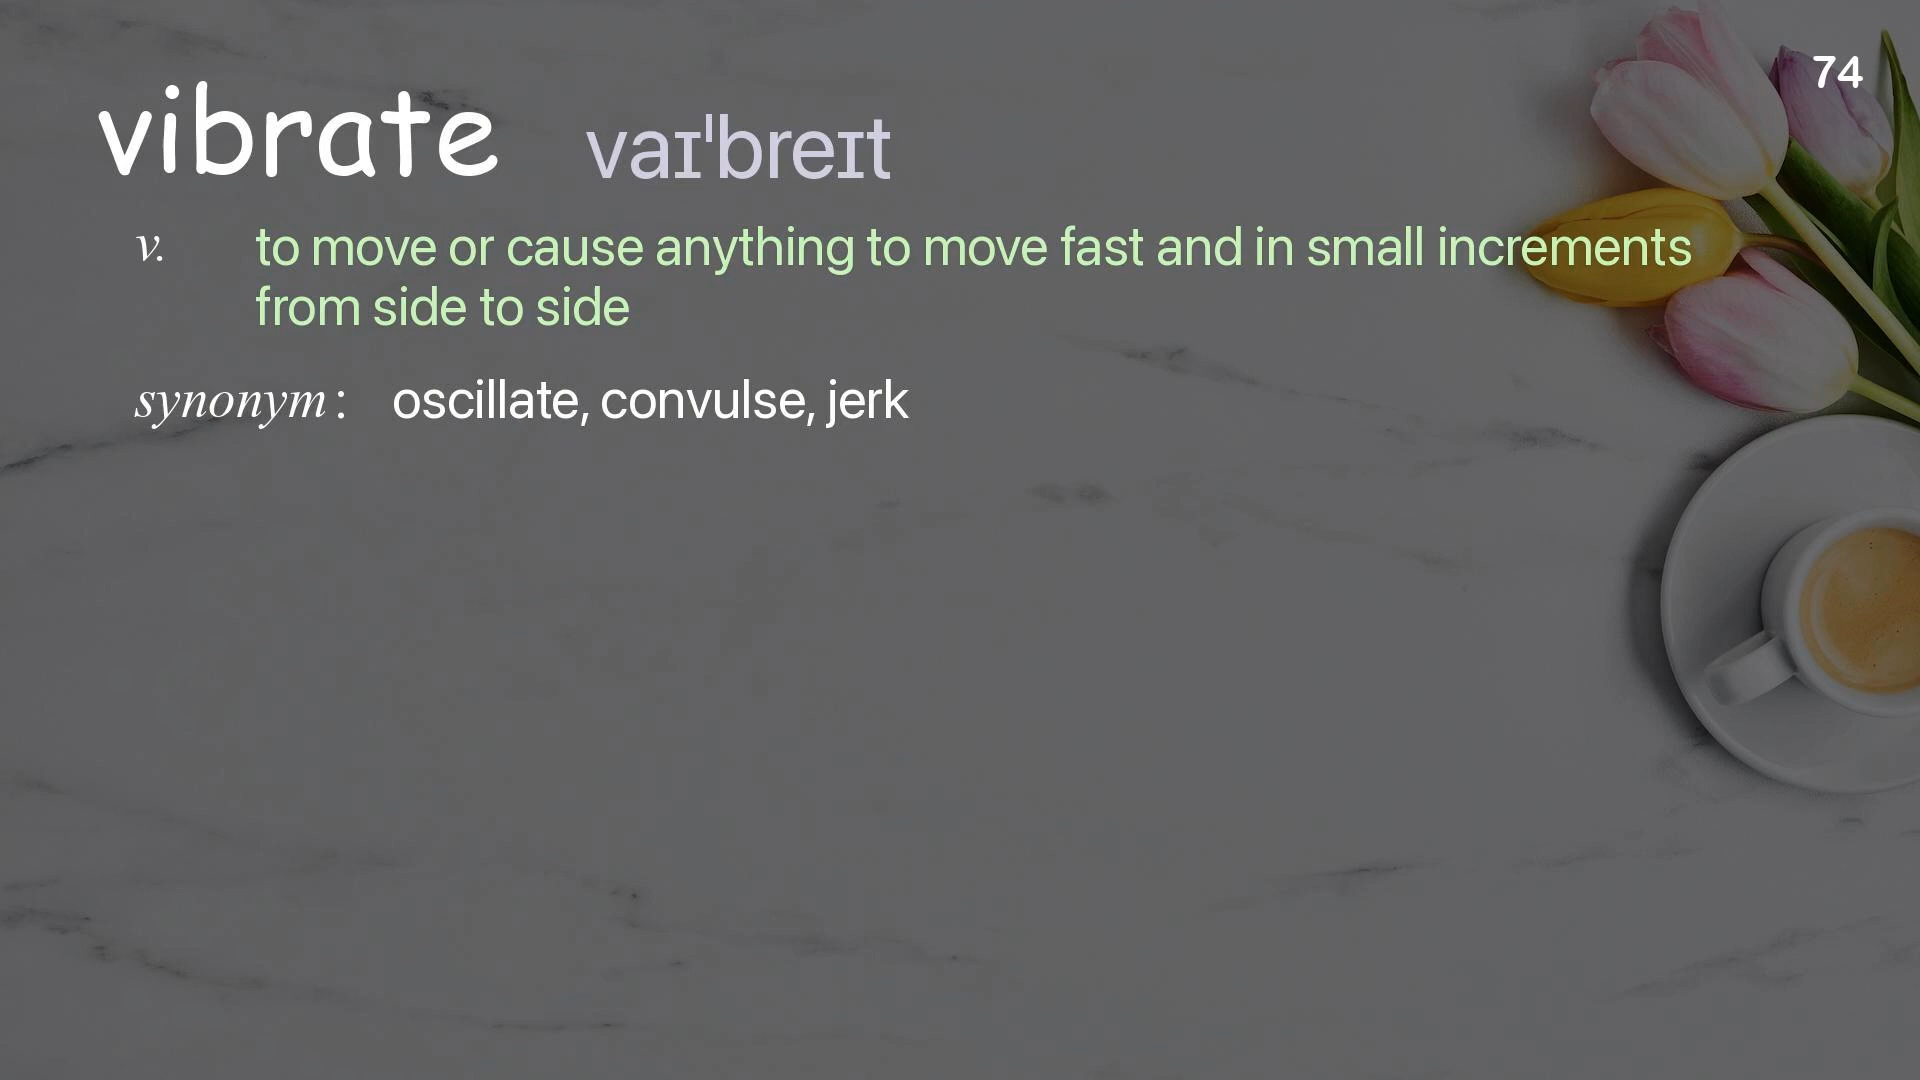 74
vibrate vaɪˈbreɪt
v. to move or cause anything to move fast and in small increments
from side to side
synonym : oscillate, convulse, jerk